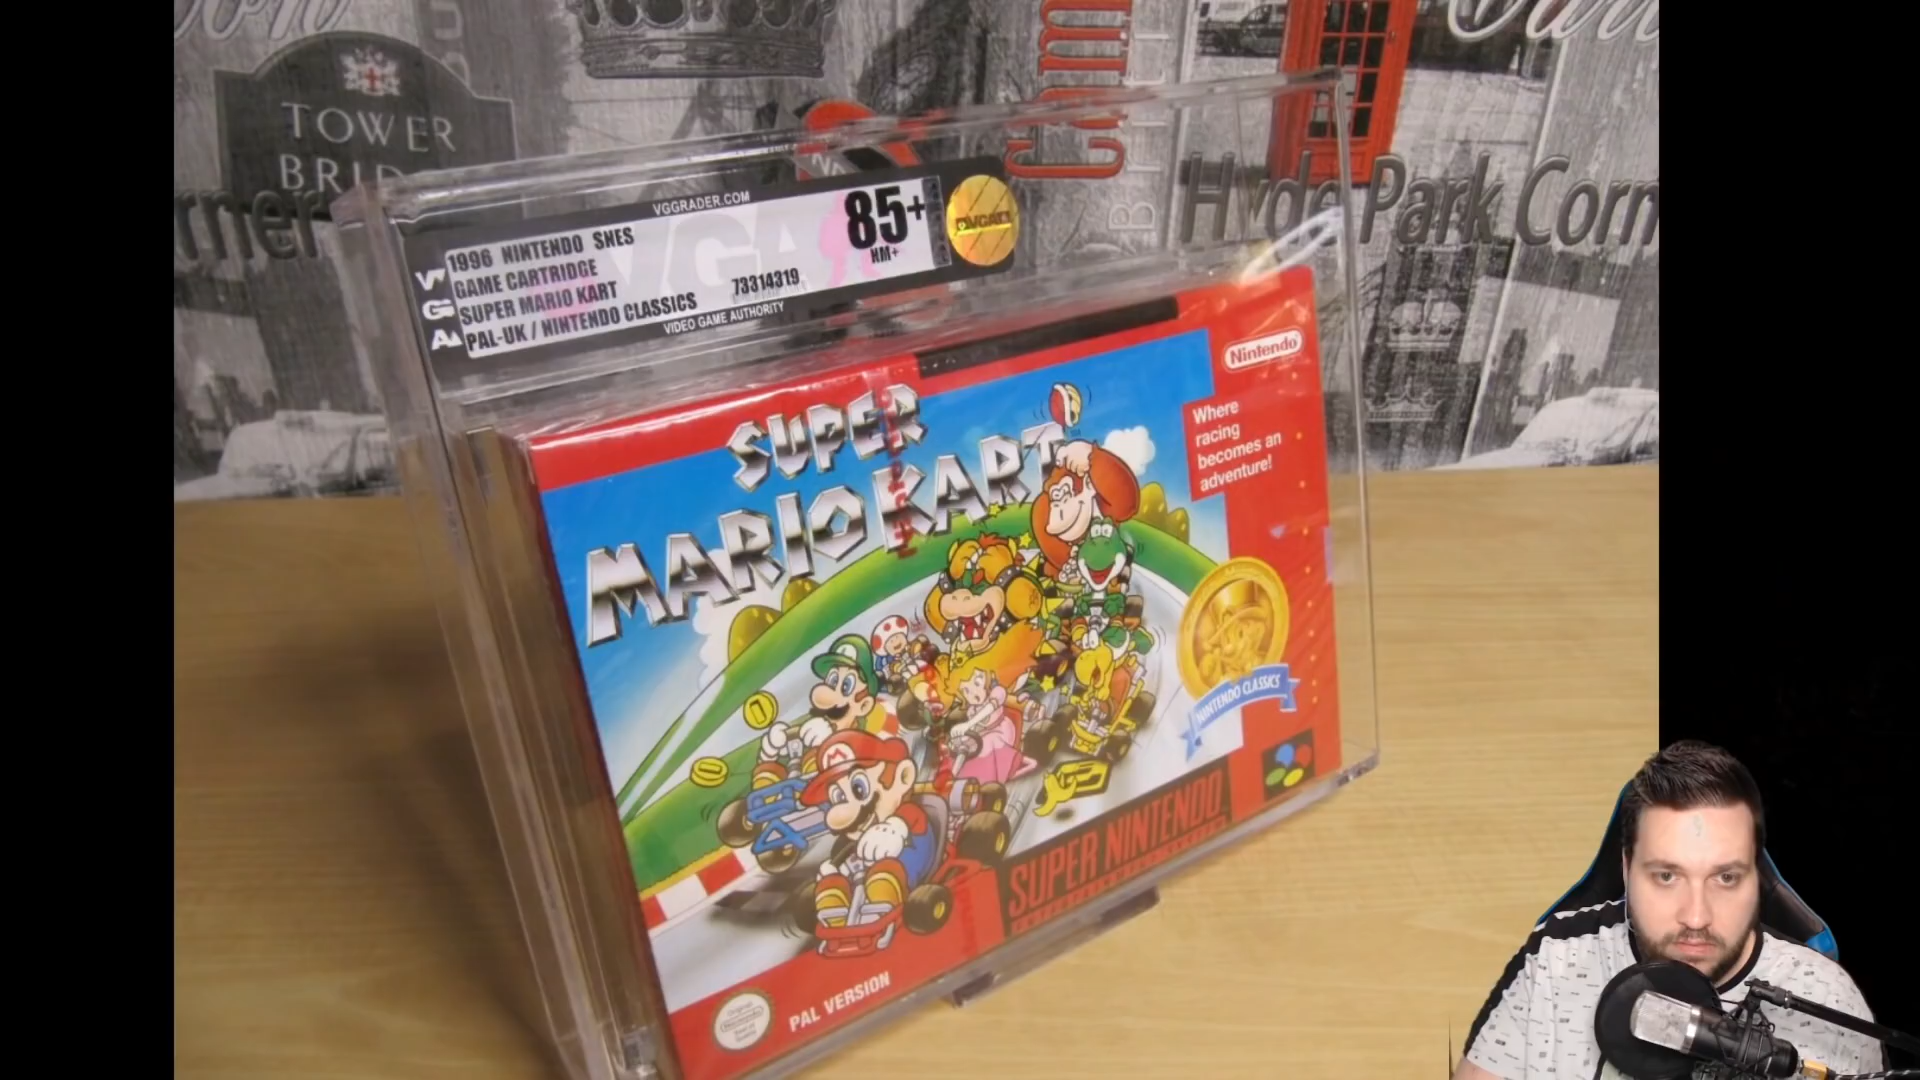 TOWER
BRID
rner
Hyde Park Corn
VGGRADER.COM
VGA
1996 NINTENDO SNES
GAME CARTRIDGE
SUPER MARIO KART
PAL-UK / NINTENDO CLASSICS
73314319
85+
NM+
VIDEO GAME AUTHORITY
Nintendo
Where
racing
becomes an
adventure!
SUPER
MARIO KART
NINTENDO CLASSICS
SUPER NINTENDO
PAL VERSION